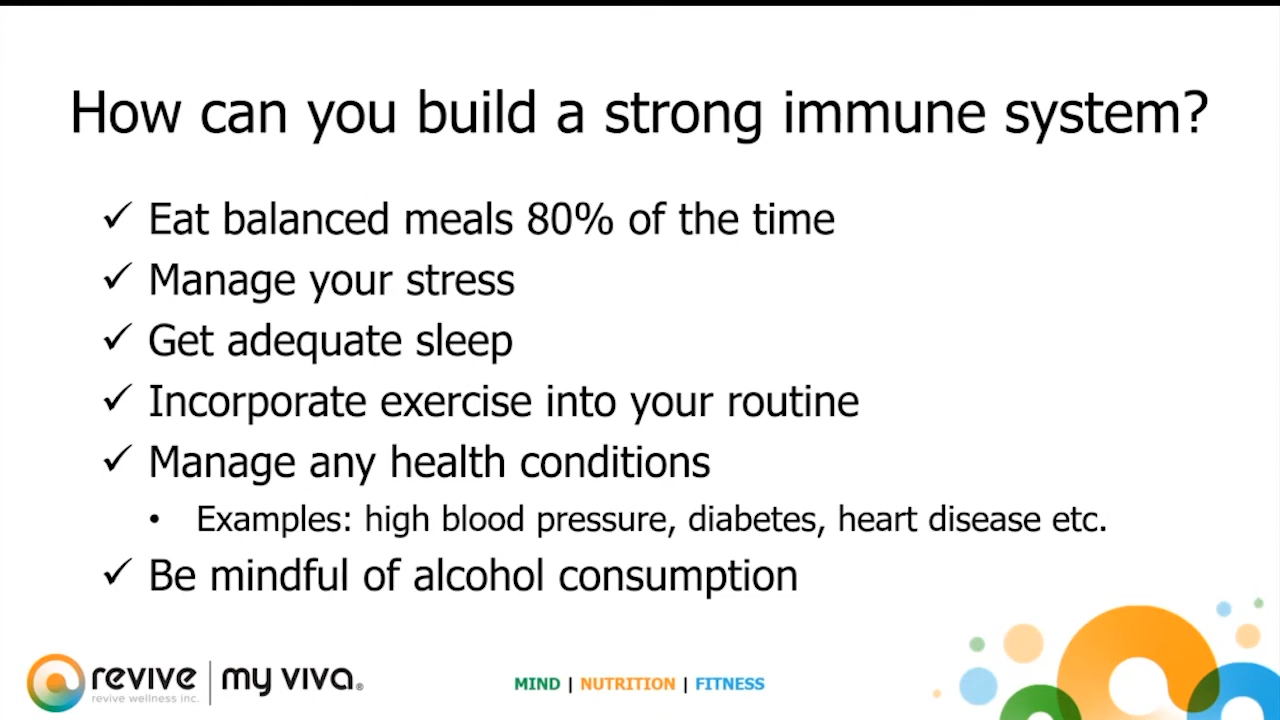 How can you build a strong immune system?
✓ Eat balanced meals 80% of the time
✓ Manage your stress
✓ Get adequate sleep
✓ Incorporate exercise into your routine
✓ Manage any health conditions
• Examples: high blood pressure, diabetes, heart disease etc.
✓ Be mindful of alcohol consumption
revive | my viva®
revive wellness inc.
MIND | NUTRITION | FITNESS